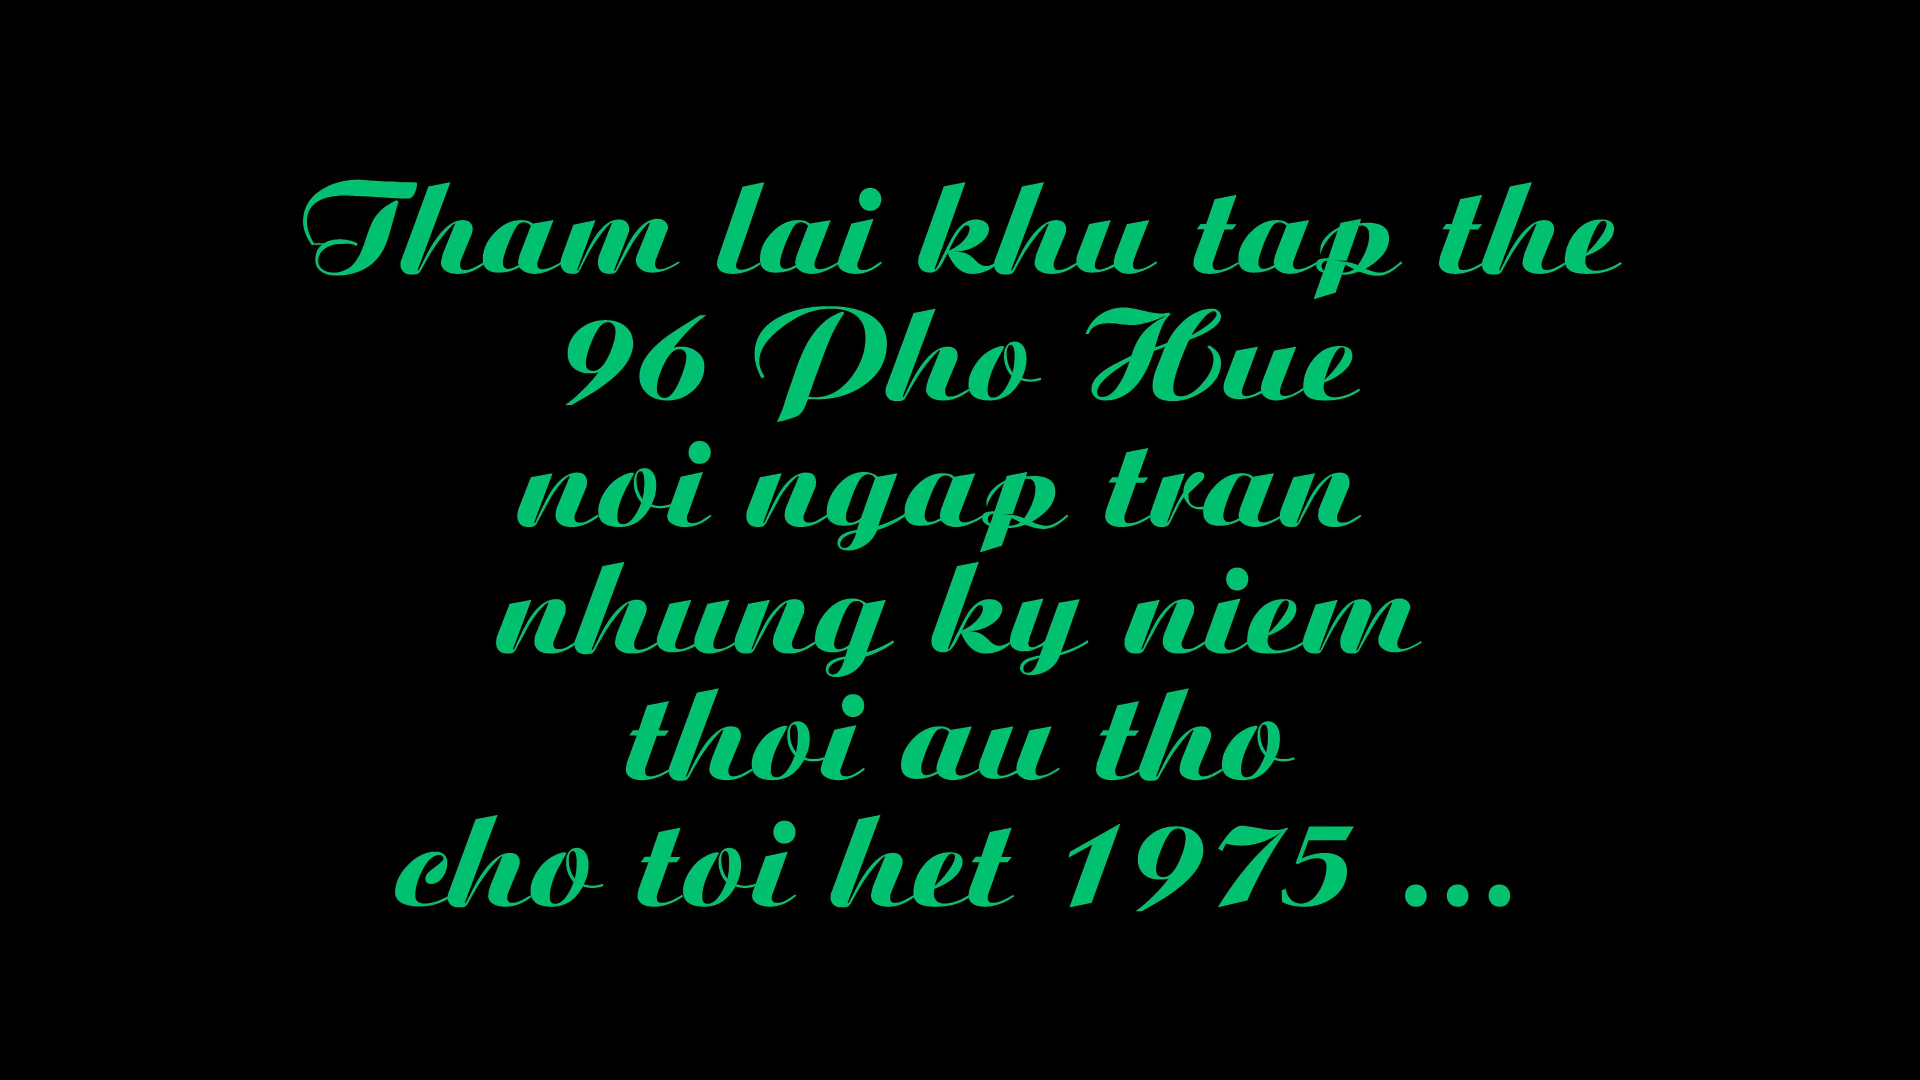 Tham lai khu tap the
96 Pho Hue
noi ngap tran
nhung ky niem
thoi au tho
cho toi het 1975 ...